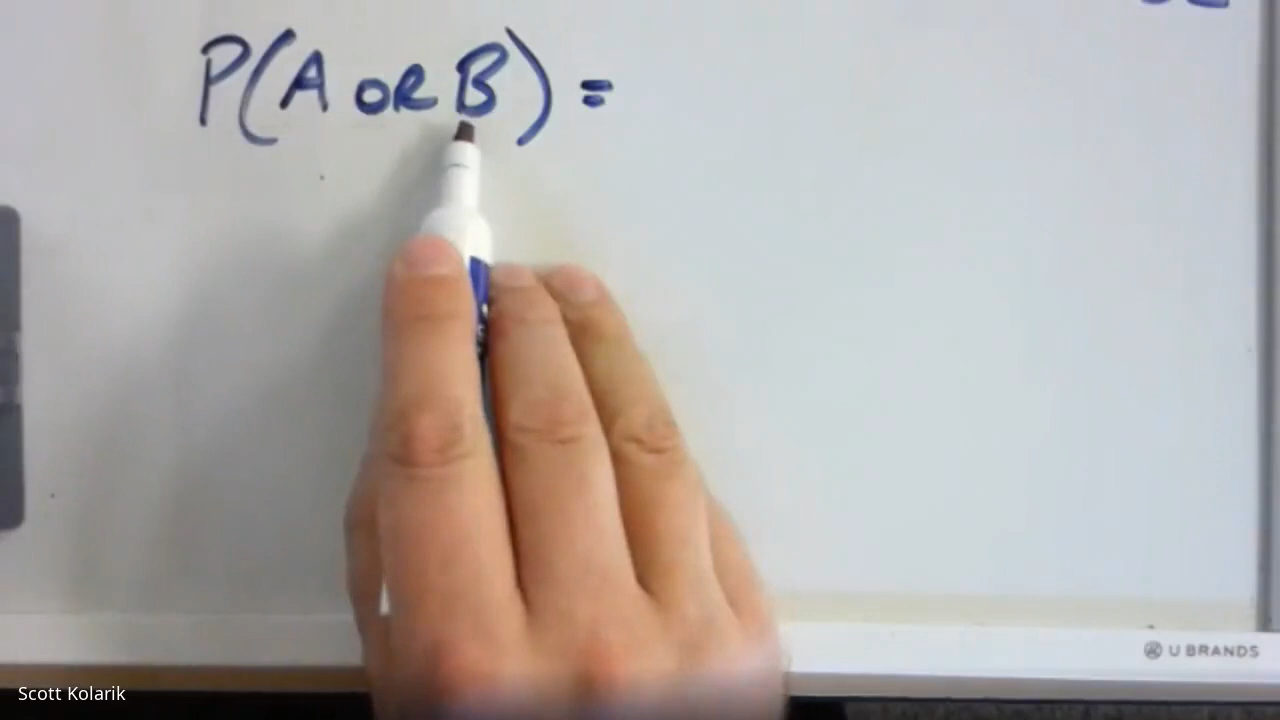 P(A OR B) =
U BRANDS
Scott Kolarik